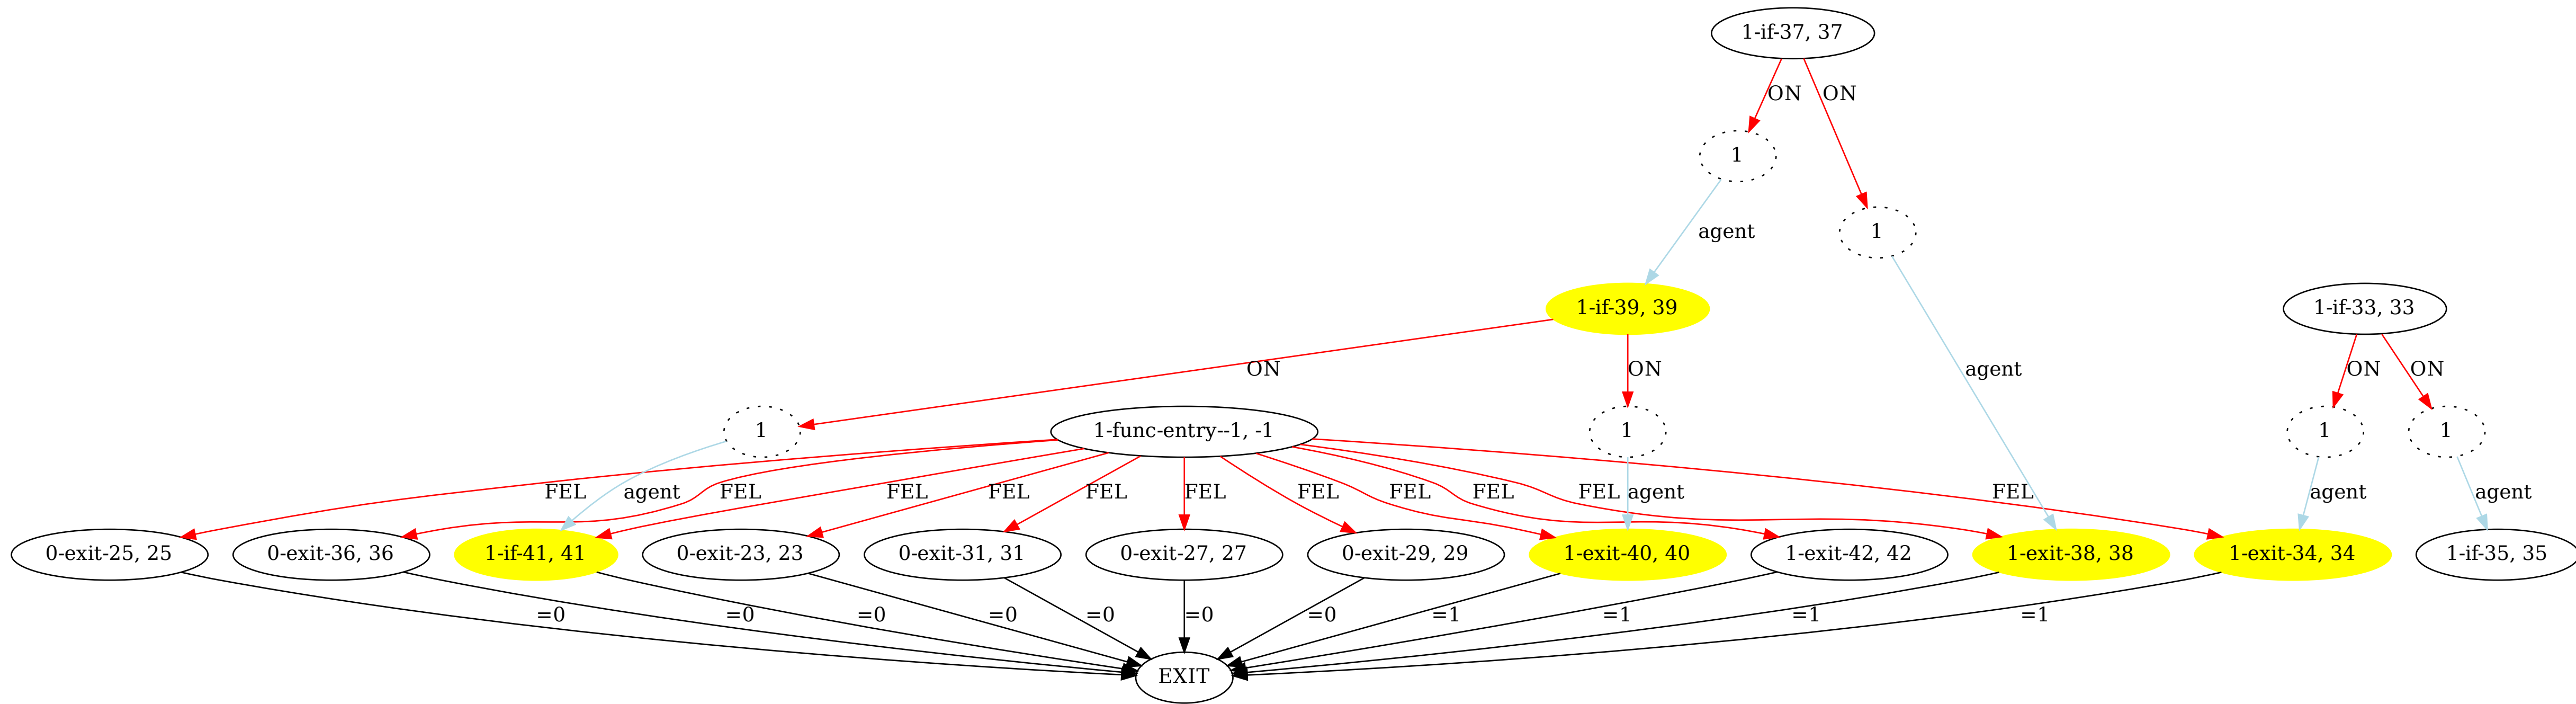 1-if-37, 37
ON ON
1
1
agent
1-if-39, 39 1-if-33, 33
ON ON agent ON ON
1 1-func-entry--1, -1 1 1 1
FEL agent FEL FEL FEL FEL FEL FEL FEL FEL FEL agent FEL agent agent
0-exit-25, 25 0-exit-36, 36 1-if-41, 41 0-exit-23, 23 0-exit-31, 31 0-exit-27, 27 0-exit-29, 29 1-exit-40, 40 1-exit-42, 42 1-exit-38, 38 1-exit-34, 34 1-if-35, 35
=0 =0 =0 =0 =0 =0 =0 =1 =1 =1 =1
EXIT